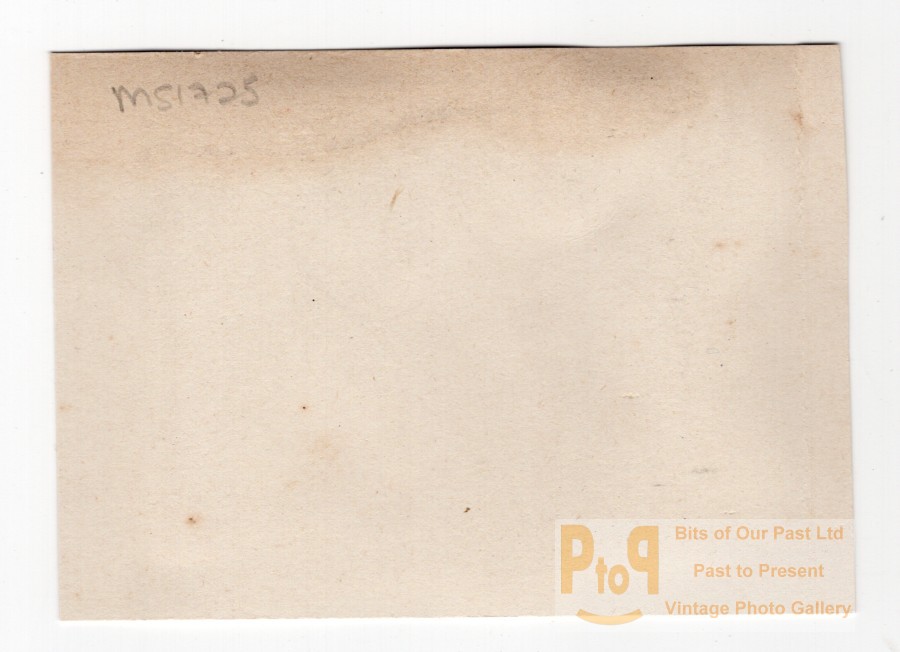 MS1725
PtoP
Bits of Our Past Ltd
Past to Present
Vintage Photo Gallery